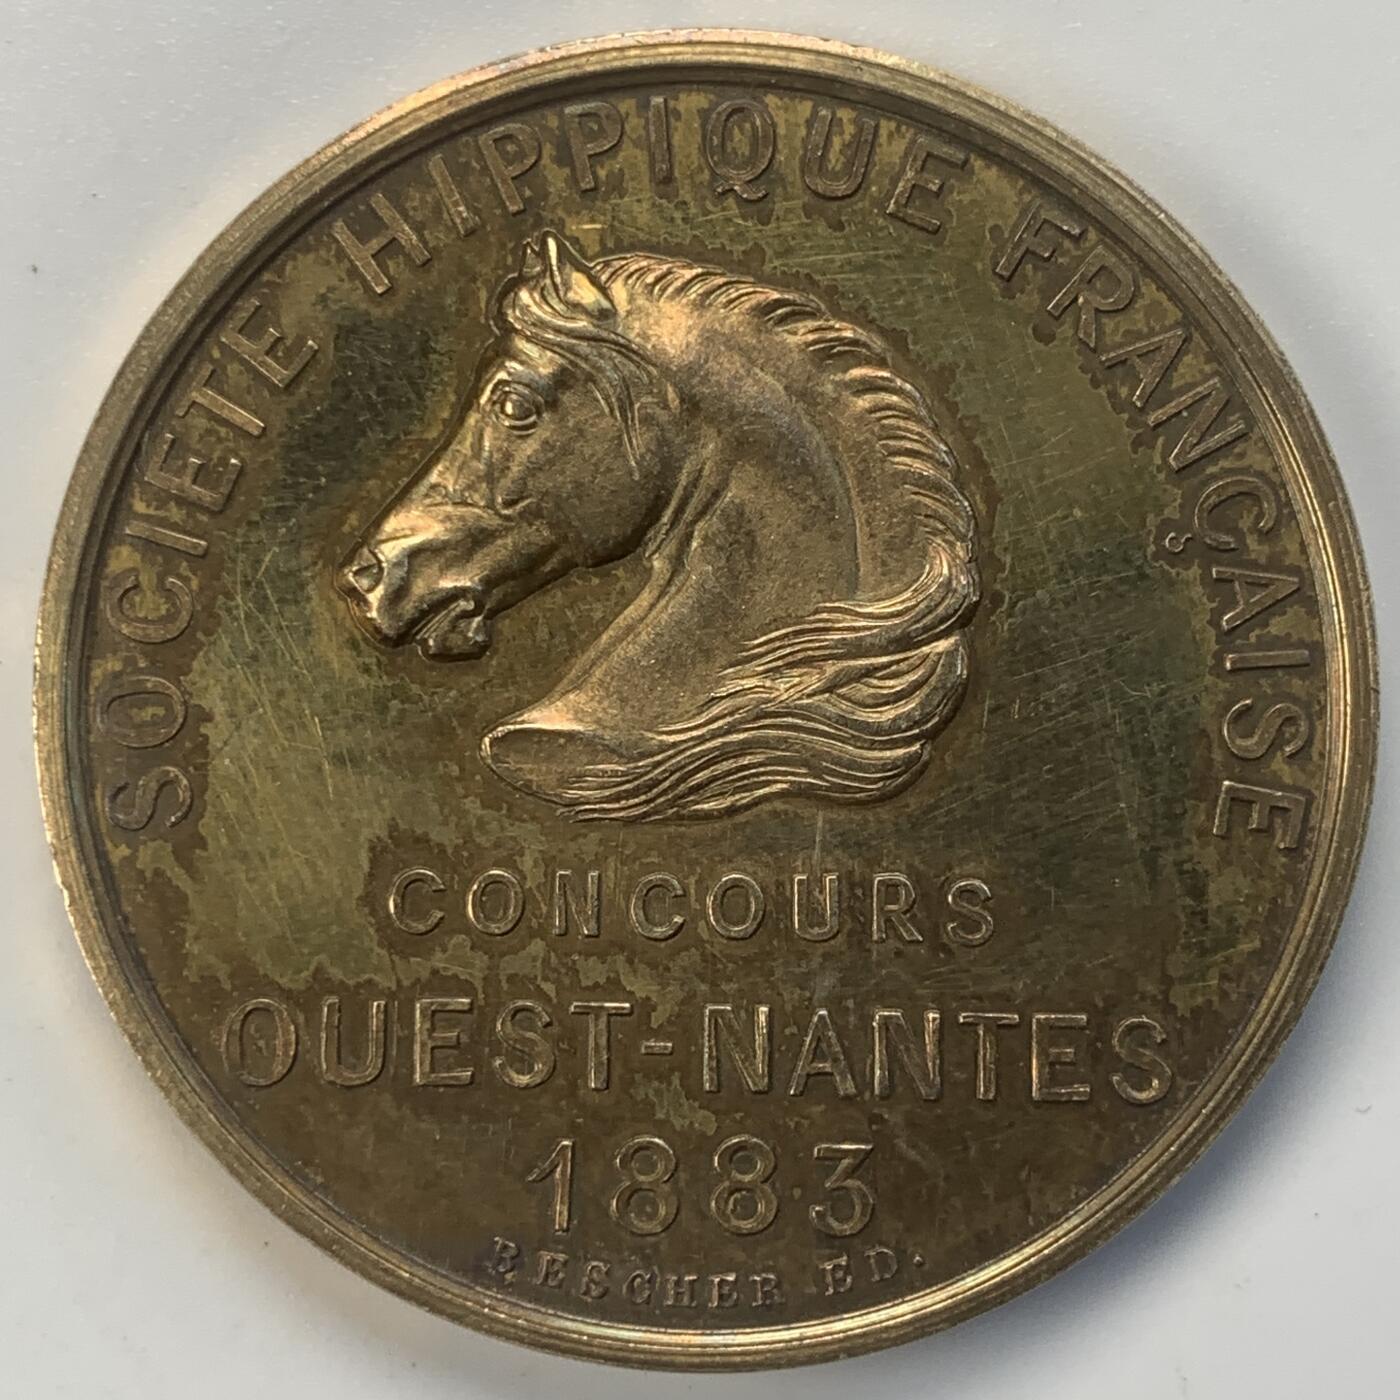 SOCIETE HIPPIQUE FRANÇAISE
CONCOURS
OUEST-NANTES
1883
BESCHER ED.